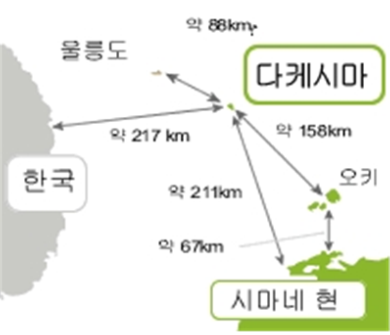 약 88km
울릉도
다케시마
약 217 km
약 158km
한국
약 211km
오키
약 67km
시마네 현